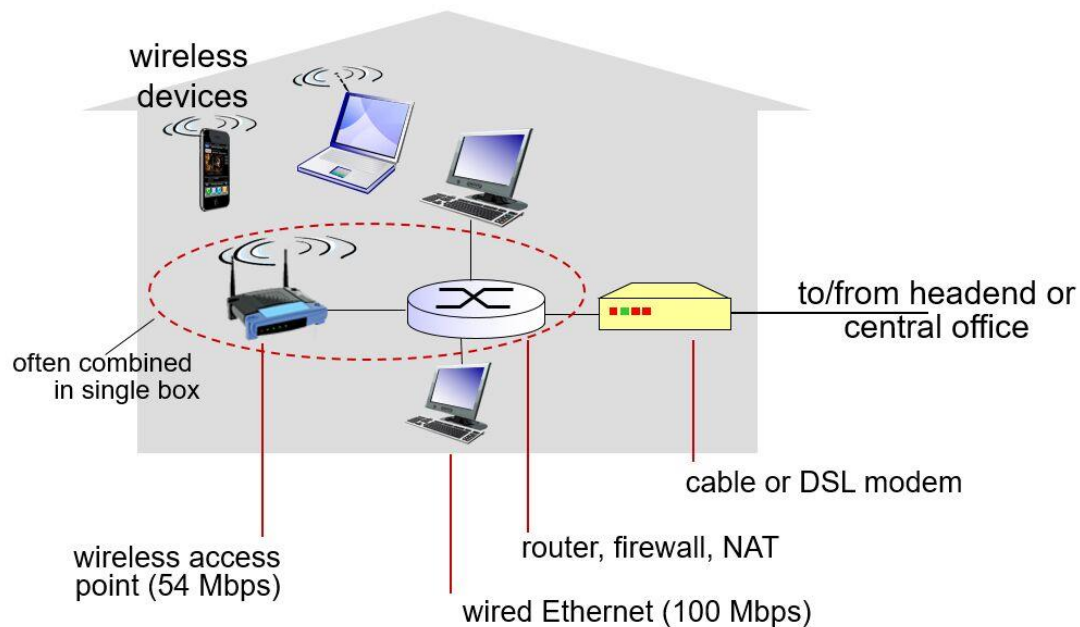 wireless
devices
to/from headend or
central office
often combined
in single box
cable or DSL modem
router, firewall, NAT
wireless access
point (54 Mbps)
wired Ethernet (100 Mbps)